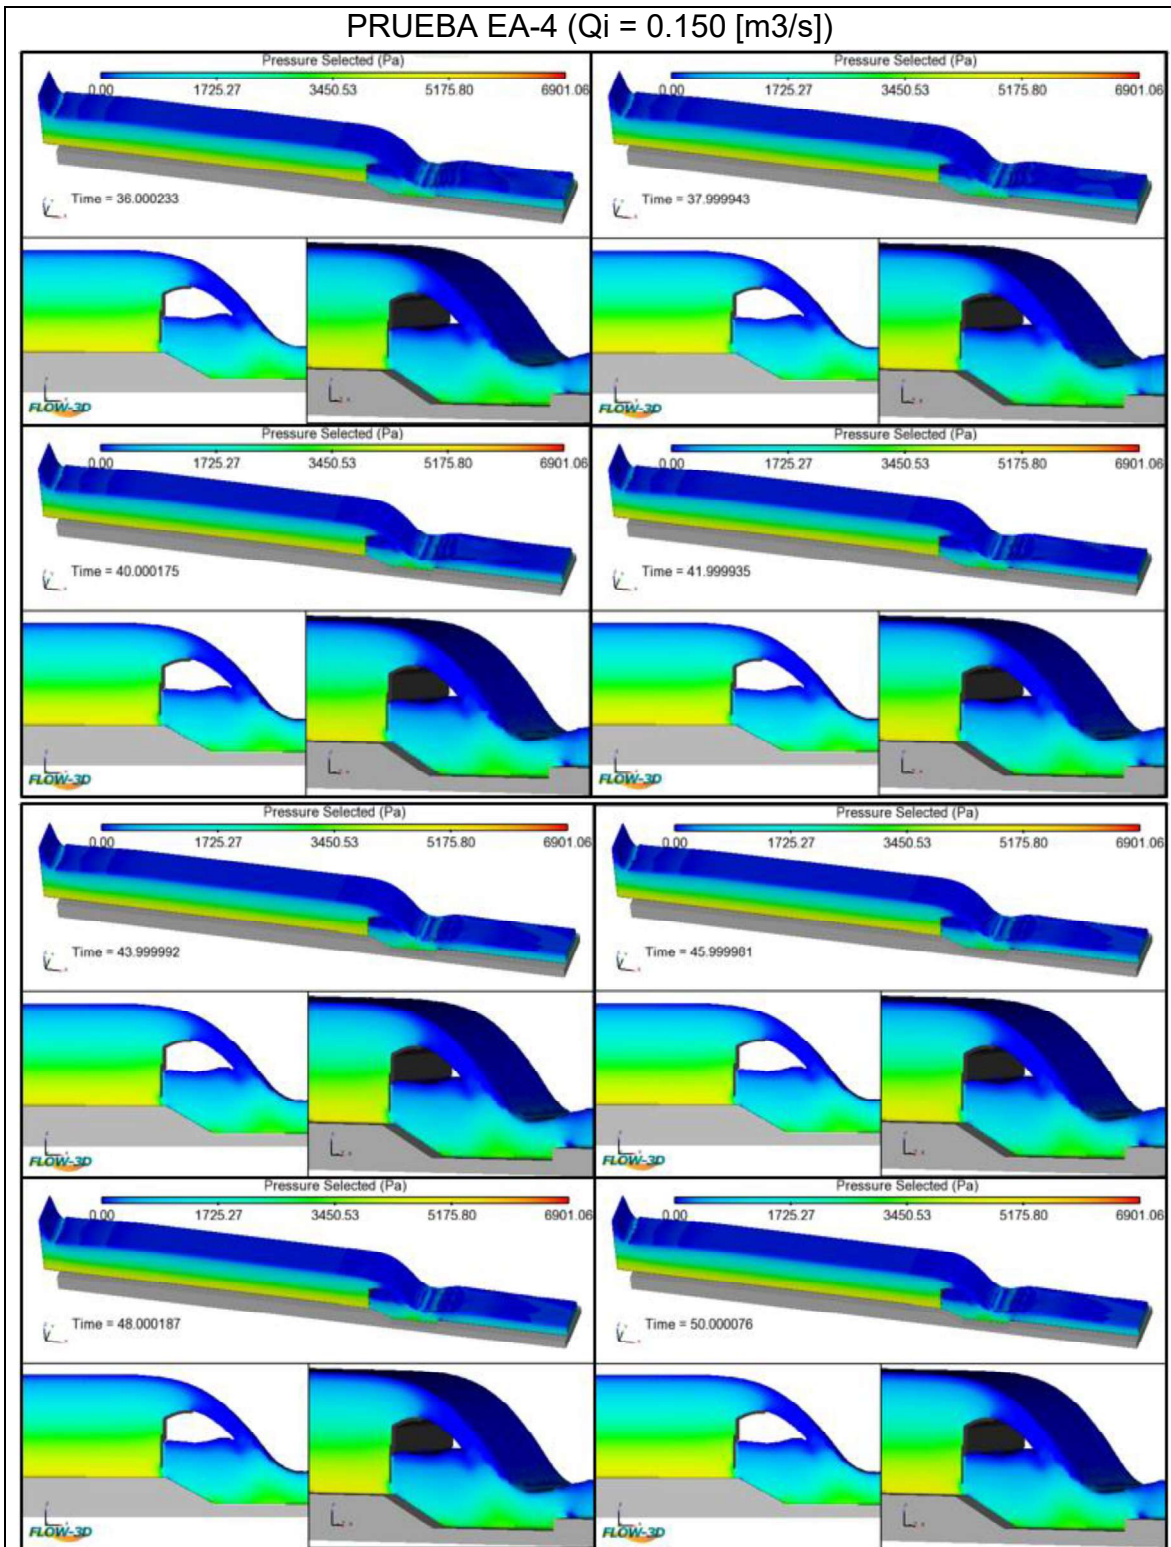 PRUEBA EA-4 (Qi = 0.150 [m3/s])
Pressure Selected (Pa)
0.00 1725.27 3450.53 5175.80 6901.06
Time = 36.000233
FLOW-3D
Pressure Selected (Pa)
0.00 1725.27 3450.53 5175.80 6901.06
Time = 37.999943
FLOW-3D
Pressure Selected (Pa)
0.00 1725.27 3450.53 5175.80 6901.06
Time = 40.000175
FLOW-3D
Pressure Selected (Pa)
0.00 1725.27 3450.53 5175.80 6901.06
Time = 41.999935
FLOW-3D
Pressure Selected (Pa)
0.00 1725.27 3450.53 5175.80 6901.06
Time = 43.999992
FLOW-3D
Pressure Selected (Pa)
0.00 1725.27 3450.53 5175.80 6901.06
Time = 45.999981
FLOW-3D
Pressure Selected (Pa)
0.00 1725.27 3450.53 5175.80 6901.06
Time = 48.000187
FLOW-3D
Pressure Selected (Pa)
0.00 1725.27 3450.53 5175.80 6901.06
Time = 50.000076
FLOW-3D